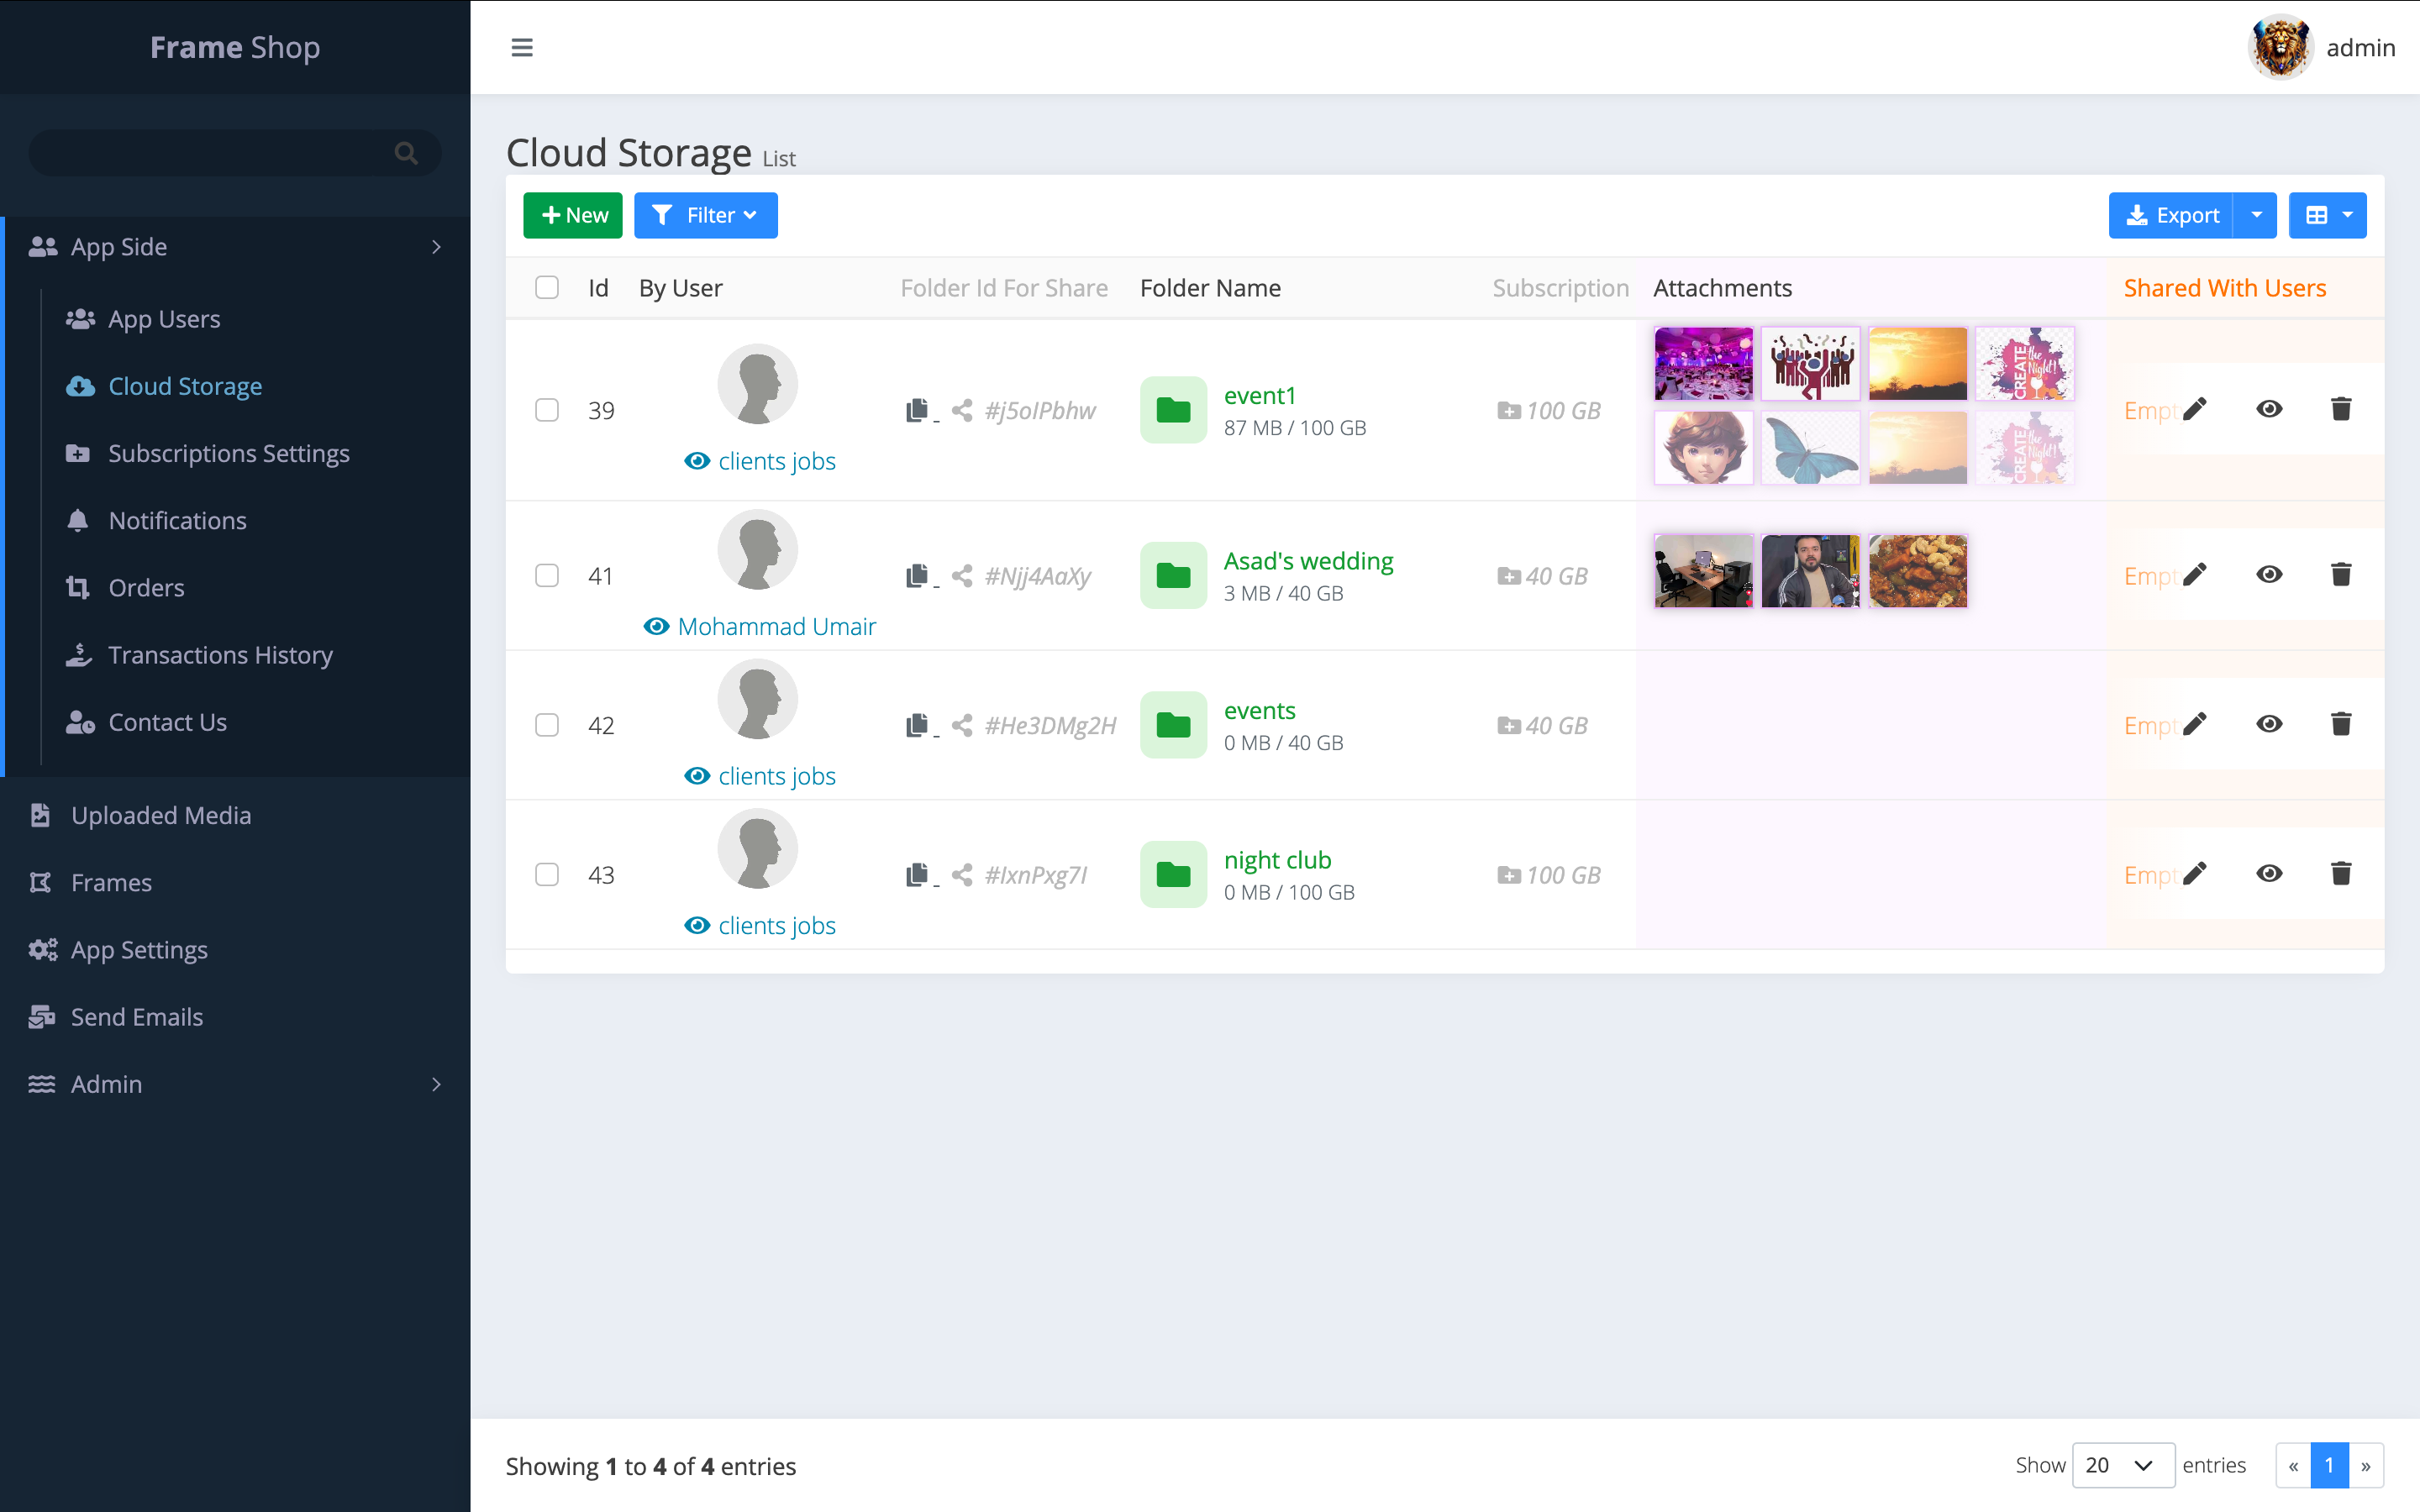 Frame Shop
admin
App Side
App Users
Cloud Storage
Subscriptions Settings
Notifications
Orders
Transactions History
Contact Us
Uploaded Media
Frames
App Settings
Send Emails
Admin
Cloud Storage List
New Filter Export
Id By User Folder Id For Share Folder Name Subscription Attachments Shared With Users
39 clients jobs #j5oIPbhw event1 100 GB Empt
87 MB / 100 GB
CREATE the Night!
CREATE the Night!
41 Mohammad Umair #Njj4AaXy Asad's wedding 40 GB Empt
3 MB / 40 GB
42 clients jobs #He3DMg2H events 40 GB Empt
0 MB / 40 GB
43 clients jobs #IxnPxg7I night club 100 GB Empt
0 MB / 100 GB
Showing 1 to 4 of 4 entries
Show 20 entries « 1 »